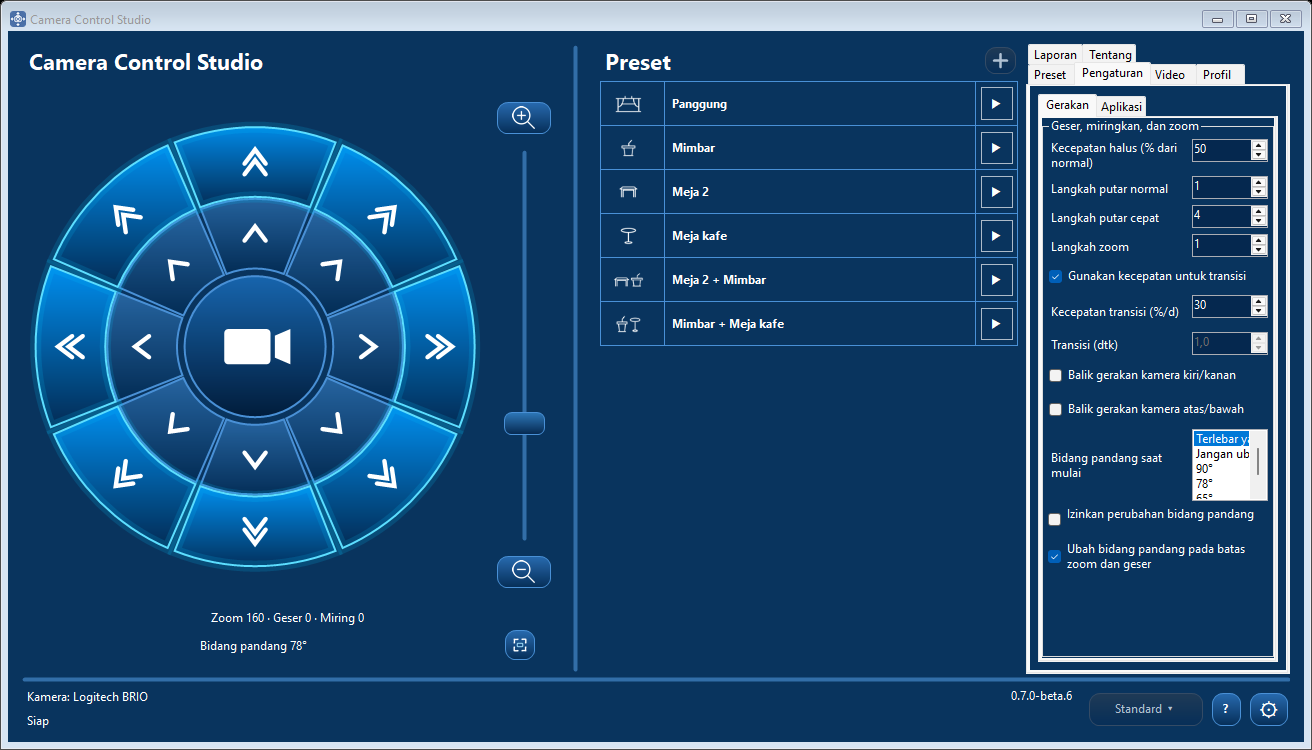 Camera Control Studio
Camera Control Studio
Zoom 160 · Geser 0 · Miring 0
Bidang pandang 78°
Preset
Panggung
Mimbar
Meja 2
Meja kafe
Meja 2 + Mimbar
Mimbar + Meja kafe
Laporan
Tentang
Preset
Pengaturan
Video
Profil
Gerakan
Aplikasi
Geser, miringkan, dan zoom
Kecepatan halus (% dari
normal)
50
Langkah putar normal
1
Langkah putar cepat
4
Langkah zoom
1
Gunakan kecepatan untuk transisi
Kecepatan transisi (%/d)
30
Transisi (dtk)
1,0
Balik gerakan kamera kiri/kanan
Balik gerakan kamera atas/bawah
Bidang pandang saat
mulai
Terlebar ya
Jangan ub
90°
78°
65°
Izinkan perubahan bidang pandang
Ubah bidang pandang pada batas
zoom dan geser
Kamera: Logitech BRIO
Siap
0.7.0-beta.6
Standard
?